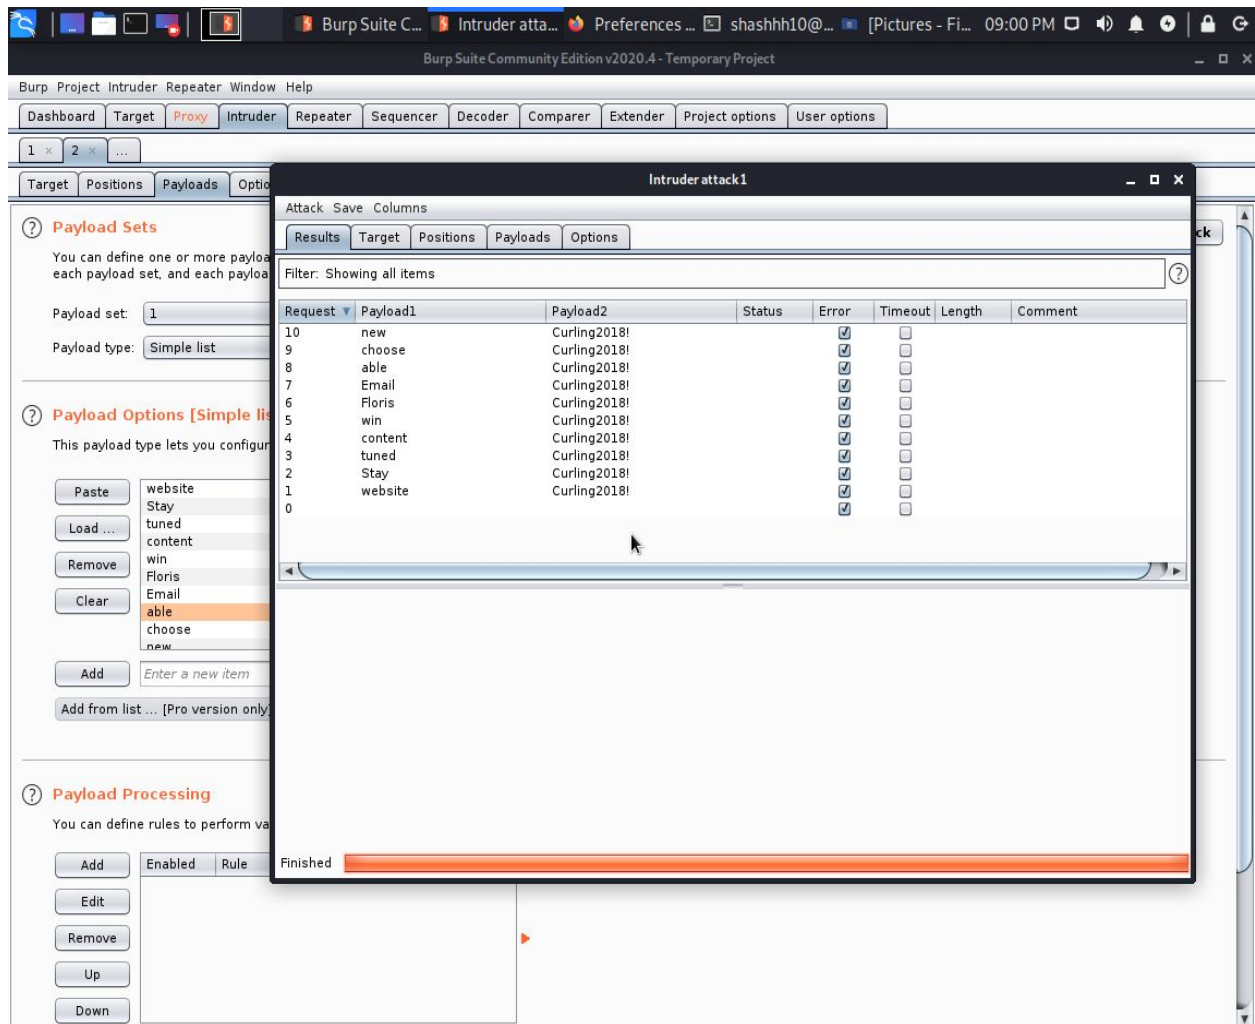 Burp Suite C... Intruder atta... Preferences ... shashhh10@... [Pictures - Fi... 09:00 PM
Burp Suite Community Edition v2020.4 - Temporary Project
Burp Project Intruder Repeater Window Help
Dashboard Target Proxy Intruder Repeater Sequencer Decoder Comparer Extender Project options User options
1 × 2 × ...
Target Positions Payloads Optio
Payload Sets
You can define one or more payloa
each payload set, and each payloa
Payload set: 1
Payload type: Simple list
Payload Options [Simple lis
This payload type lets you configur
Paste
Load ...
Remove
Clear
website
Stay
tuned
content
win
Floris
Email
able
choose
new
Add Enter a new item
Add from list ... [Pro version only]
Payload Processing
You can define rules to perform va
Add
Edit
Remove
Up
Down
Enabled Rule
ck
Intruder attack1
Attack Save Columns
Results Target Positions Payloads Options
Filter: Showing all items
?
Request Payload1 Payload2 Status Error Timeout Length Comment
10 new Curling2018!
9 choose Curling2018!
8 able Curling2018!
7 Email Curling2018!
6 Floris Curling2018!
5 win Curling2018!
4 content Curling2018!
3 tuned Curling2018!
2 Stay Curling2018!
1 website Curling2018!
0
Finished